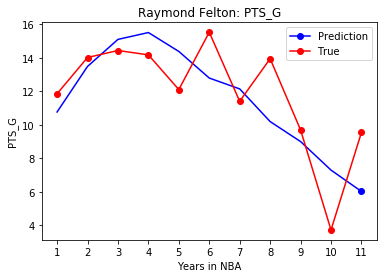 Raymond Felton: PTS_G
Prediction
True
16
14
12
10
8
6
4
PTS_G
1 2 3 4 5 6 7 8 9 10 11
Years in NBA